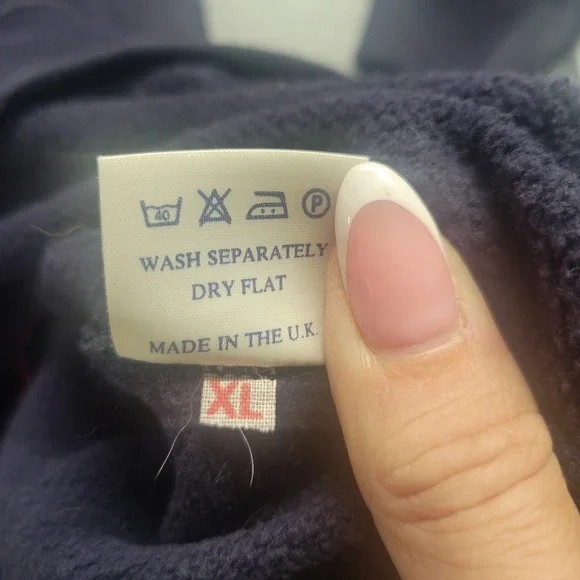 40 P
WASH SEPARATELY
DRY FLAT
MADE IN THE U.K.
XL